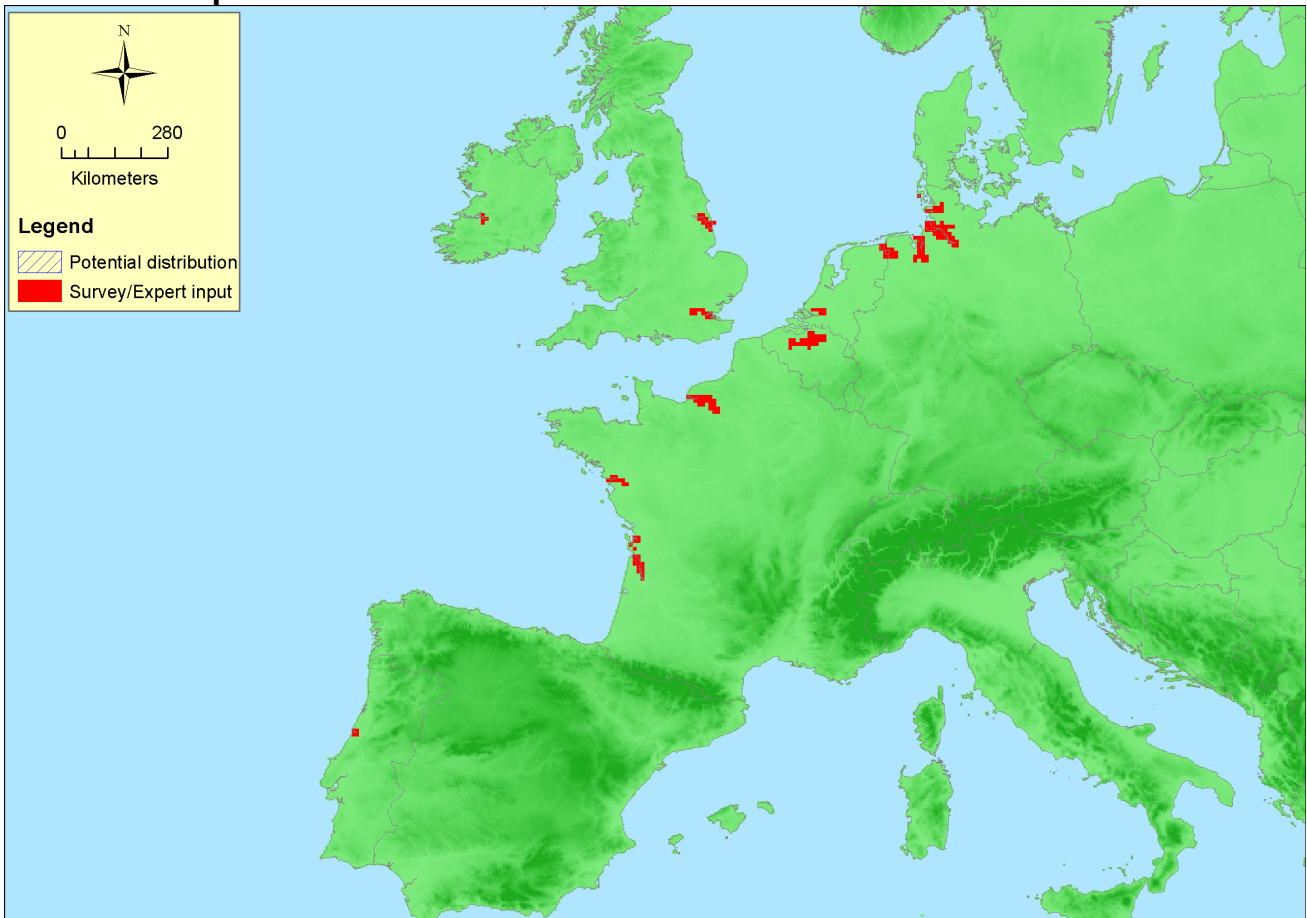 N
0 280
Kilometers
Legend
Potential distribution
Survey/Expert input